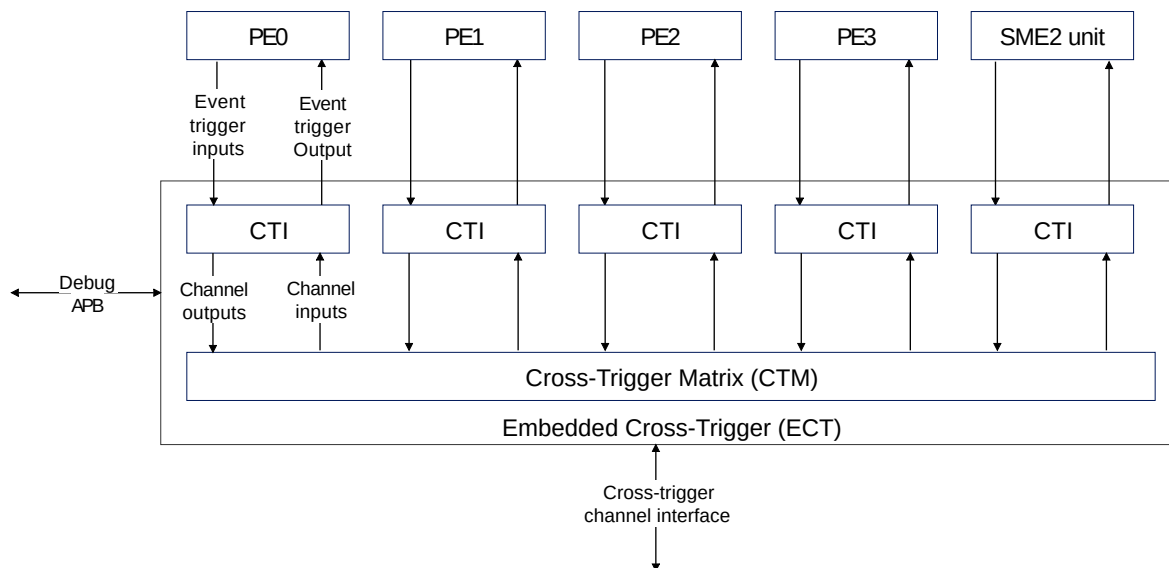 PE0
PE1
PE2
PE3
SME2 unit
Event
trigger
inputs
Event
trigger
Output
CTI
CTI
CTI
CTI
CTI
Debug
APB
Channel
outputs
Channel
inputs
Cross-Trigger Matrix (CTM)
Embedded Cross-Trigger (ECT)
Cross-trigger
channel interface